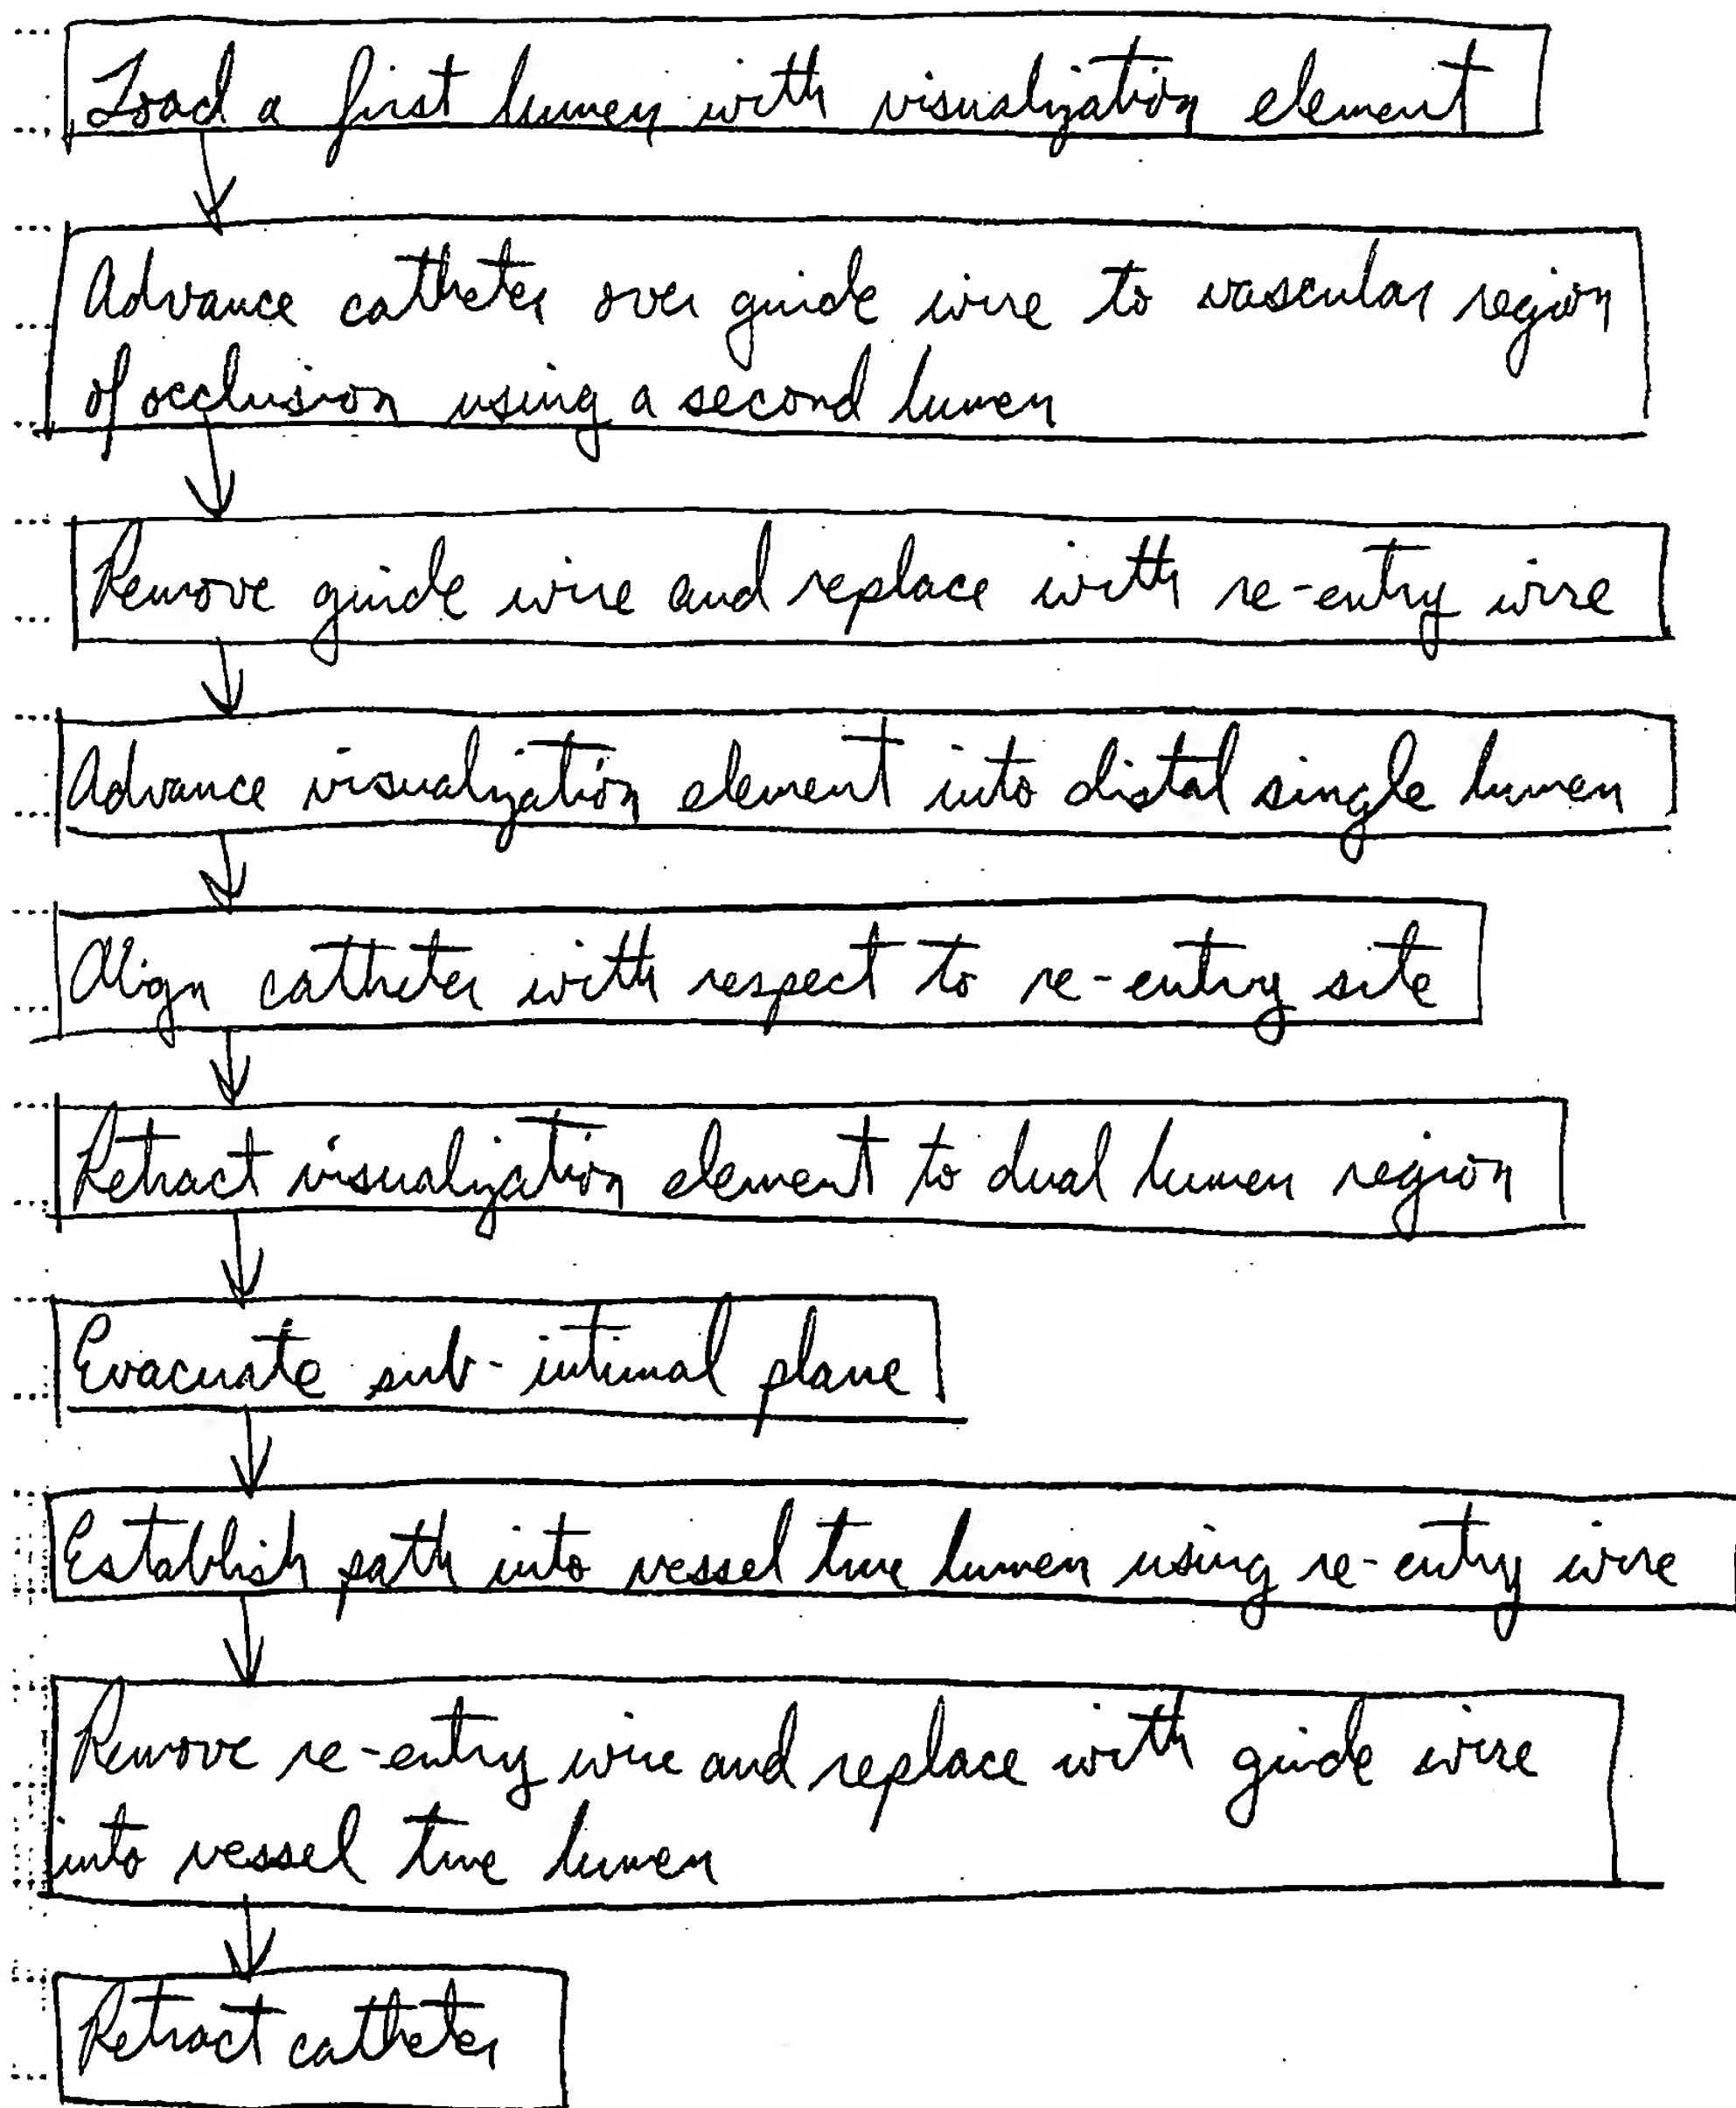 Load a first lumen with visualization element
Advance catheter over guide wire to vascular region
of occlusion using a second lumen
Remove guide wire and replace with re-entry wire
Advance visualization element into distal single lumen
Align catheter with respect to re-entry site
Retract visualization element to dual lumen region
Evacuate sub-intimal plane
Establish path into vessel true lumen using re-entry wire
Remove re-entry wire and replace with guide wire
into vessel true lumen
Retract catheter